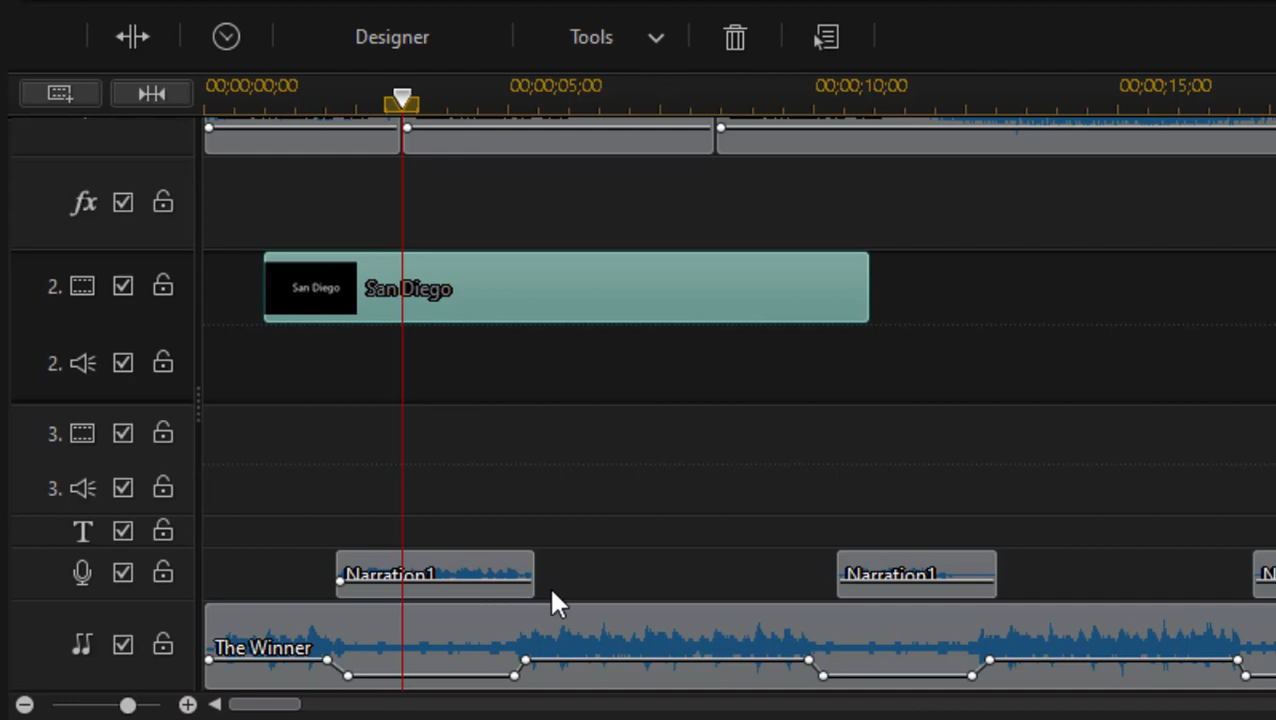 Designer Tools
00;00;00;00 00;00;05;00 00;00;10;00 00;00;15;00
fx
2. San Diego San Diego
2.
3.
3.
T
Narration1 Narration1 N
The Winner